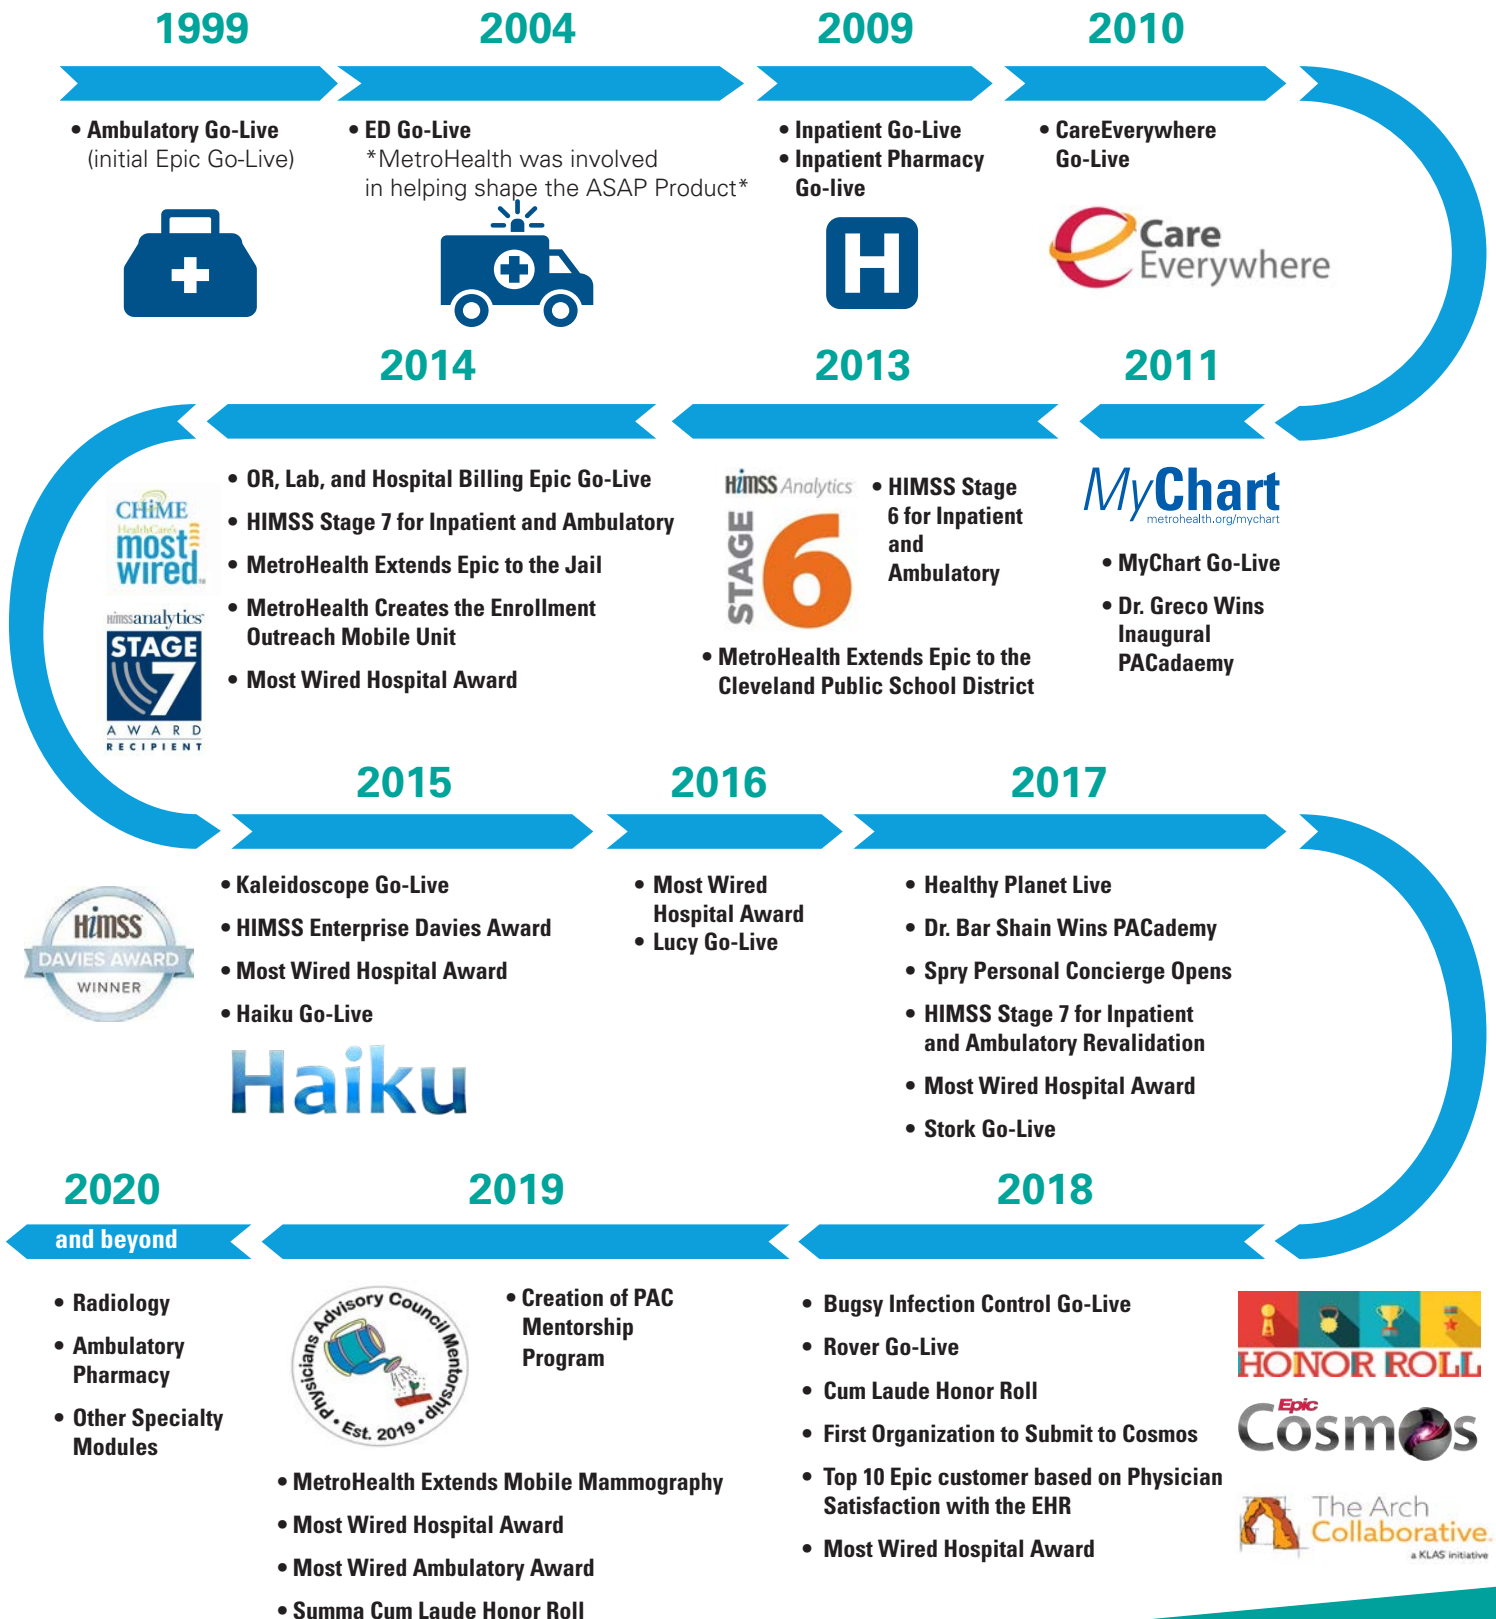 1999
• Ambulatory Go-Live
(initial Epic Go-Live)
2004
• ED Go-Live
*MetroHealth was involved
in helping shape the ASAP Product*
2009
• Inpatient Go-Live
• Inpatient Pharmacy
Go-live
H
2010
• CareEverywhere
Go-Live
Care
Everywhere
2011
MyChart
metrohealth.org/mychart
• MyChart Go-Live
• Dr. Greco Wins
Inaugural
PACadaemy
2013
HIMSS Analytics
STAGE
6
• HIMSS Stage
6 for Inpatient
and
Ambulatory
• MetroHealth Extends Epic to the
Cleveland Public School District
2014
CHIME
HealthCare's
most
wired
HIMSS analytics
STAGE
7
AWARD
RECIPIENT
• OR, Lab, and Hospital Billing Epic Go-Live
• HIMSS Stage 7 for Inpatient and Ambulatory
• MetroHealth Extends Epic to the Jail
• MetroHealth Creates the Enrollment
Outreach Mobile Unit
• Most Wired Hospital Award
2015
HIMSS
DAVIES AWARD
WINNER
• Kaleidoscope Go-Live
• HIMSS Enterprise Davies Award
• Most Wired Hospital Award
• Haiku Go-Live
Haiku
2016
• Most Wired
Hospital Award
• Lucy Go-Live
2017
• Healthy Planet Live
• Dr. Bar Shain Wins PACademy
• Spry Personal Concierge Opens
• HIMSS Stage 7 for Inpatient
and Ambulatory Revalidation
• Most Wired Hospital Award
• Stork Go-Live
2018
• Bugsy Infection Control Go-Live
• Rover Go-Live
• Cum Laude Honor Roll
• First Organization to Submit to Cosmos
• Top 10 Epic customer based on Physician
Satisfaction with the EHR
• Most Wired Hospital Award
HONOR ROLL
Epic
Cosmos
The Arch
Collaborative
a KLAS initiative
2019
Physicians Advisory Council Mentorship
• Est. 2019 •
• Creation of PAC
Mentorship
Program
• MetroHealth Extends Mobile Mammography
• Most Wired Hospital Award
• Most Wired Ambulatory Award
• Summa Cum Laude Honor Roll
2020
and beyond
• Radiology
• Ambulatory
Pharmacy
• Other Specialty
Modules